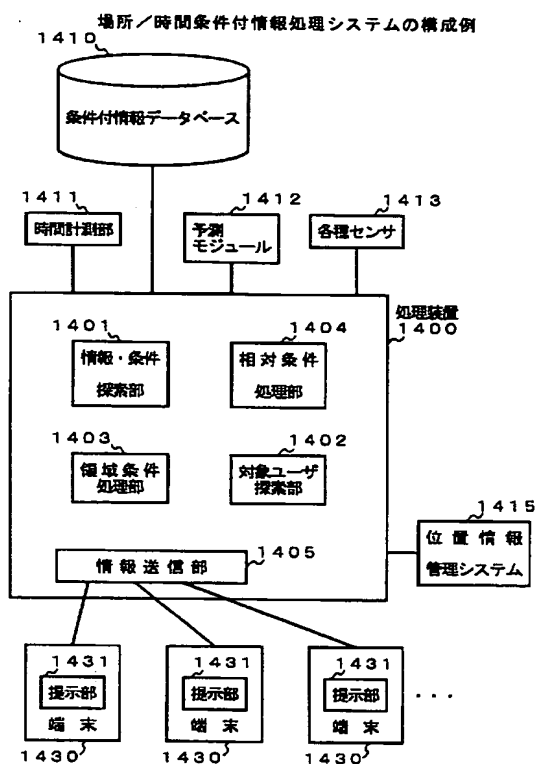 場所／時間条件付情報処理システムの構成例
1410
条件付情報データベース
1411
時間計測部
1412
予測
モジュール
1413
各種センサ
処理装置
1400
1401
情報・条件
探索部
1404
相対条件
処理部
1403
領域条件
処理部
1402
対象ユーザ
探索部
1405
情報送信部
1415
位置情報
管理システム
1431
提示部
端末
1430
1431
提示部
端末
1430
1431
提示部
端末
1430
・・・